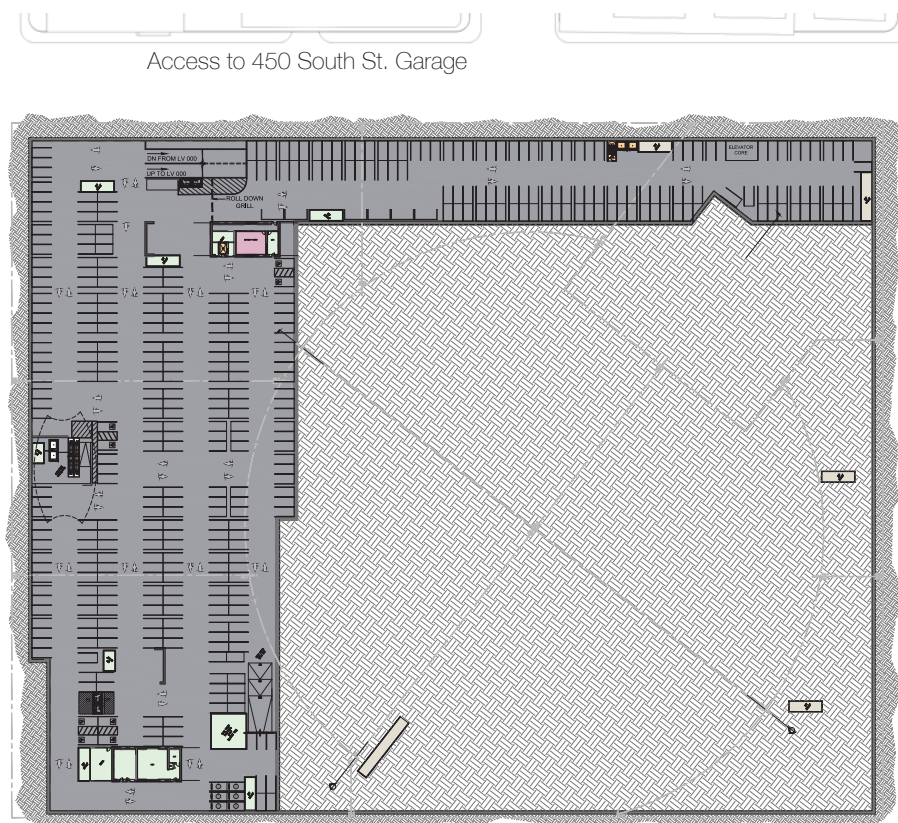 Access to 450 South St. Garage
ELEVATOR
CORE
DN FROM LV 000
UP TO LV 000
ROLL DOWN
GRILL